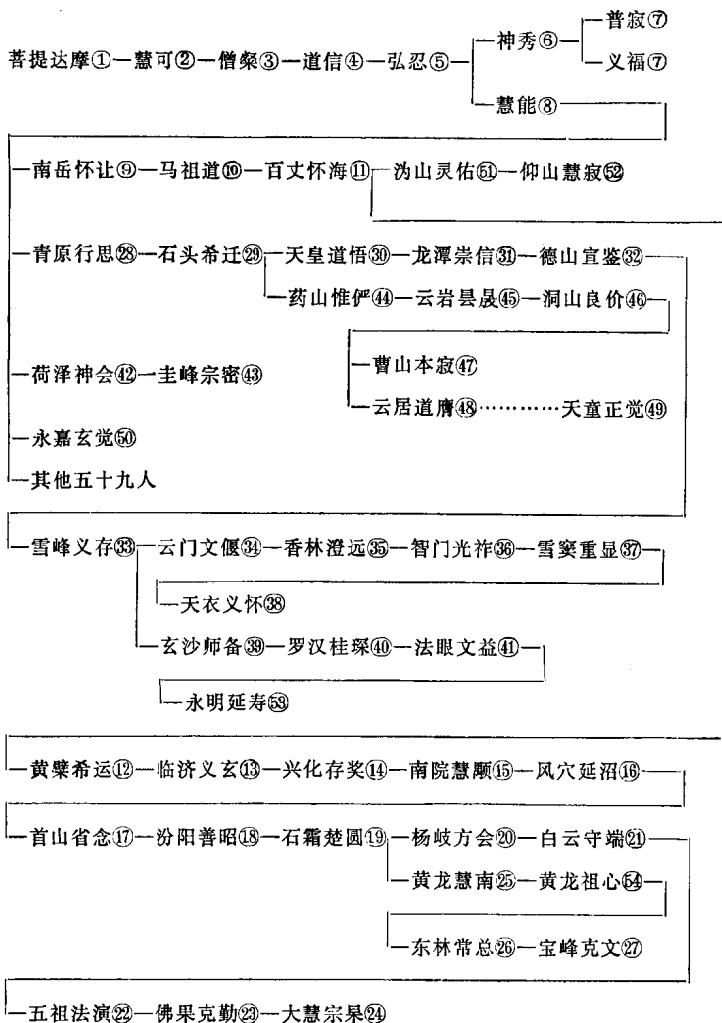 普寂⑦
神秀⑥
菩提达摩①—慧可②—僧粲③—道信④—弘忍⑤
义福⑦
慧能⑧
南岳怀让⑨—马祖道⑩—百丈怀海⑪—沩山灵佑51—仰山慧寂52
青原行思㉘—石头希迁㉙—天皇道悟㉚—龙潭崇信㉛—德山宣鉴㉜
药山惟俨㊹—云岩昙晟㊺—洞山良价㊻
曹山本寂㊼
荷泽神会㊷—圭峰宗密㊸
云居道膺㊽…………天童正觉㊾
永嘉玄觉㊿
其他五十九人
雪峰义存㉝—云门文偃㉞—香林澄远㉟—智门光祚㊱—雪窦重显㊲
天衣义怀㊳
玄沙师备㊴—罗汉桂琛㊵—法眼文益㊶
永明延寿53
黄檗希运⑫—临济义玄⑬—兴化存奖⑭—南院慧颙⑮—风穴延沼⑯
首山省念⑰—汾阳善昭⑱—石霜楚圆⑲—杨岐方会⑳—白云守端㉑
黄龙慧南㉕—黄龙祖心54
东林常总㉖—宝峰克文㉗
五祖法演㉒—佛果克勤㉓—大慧宗杲㉔